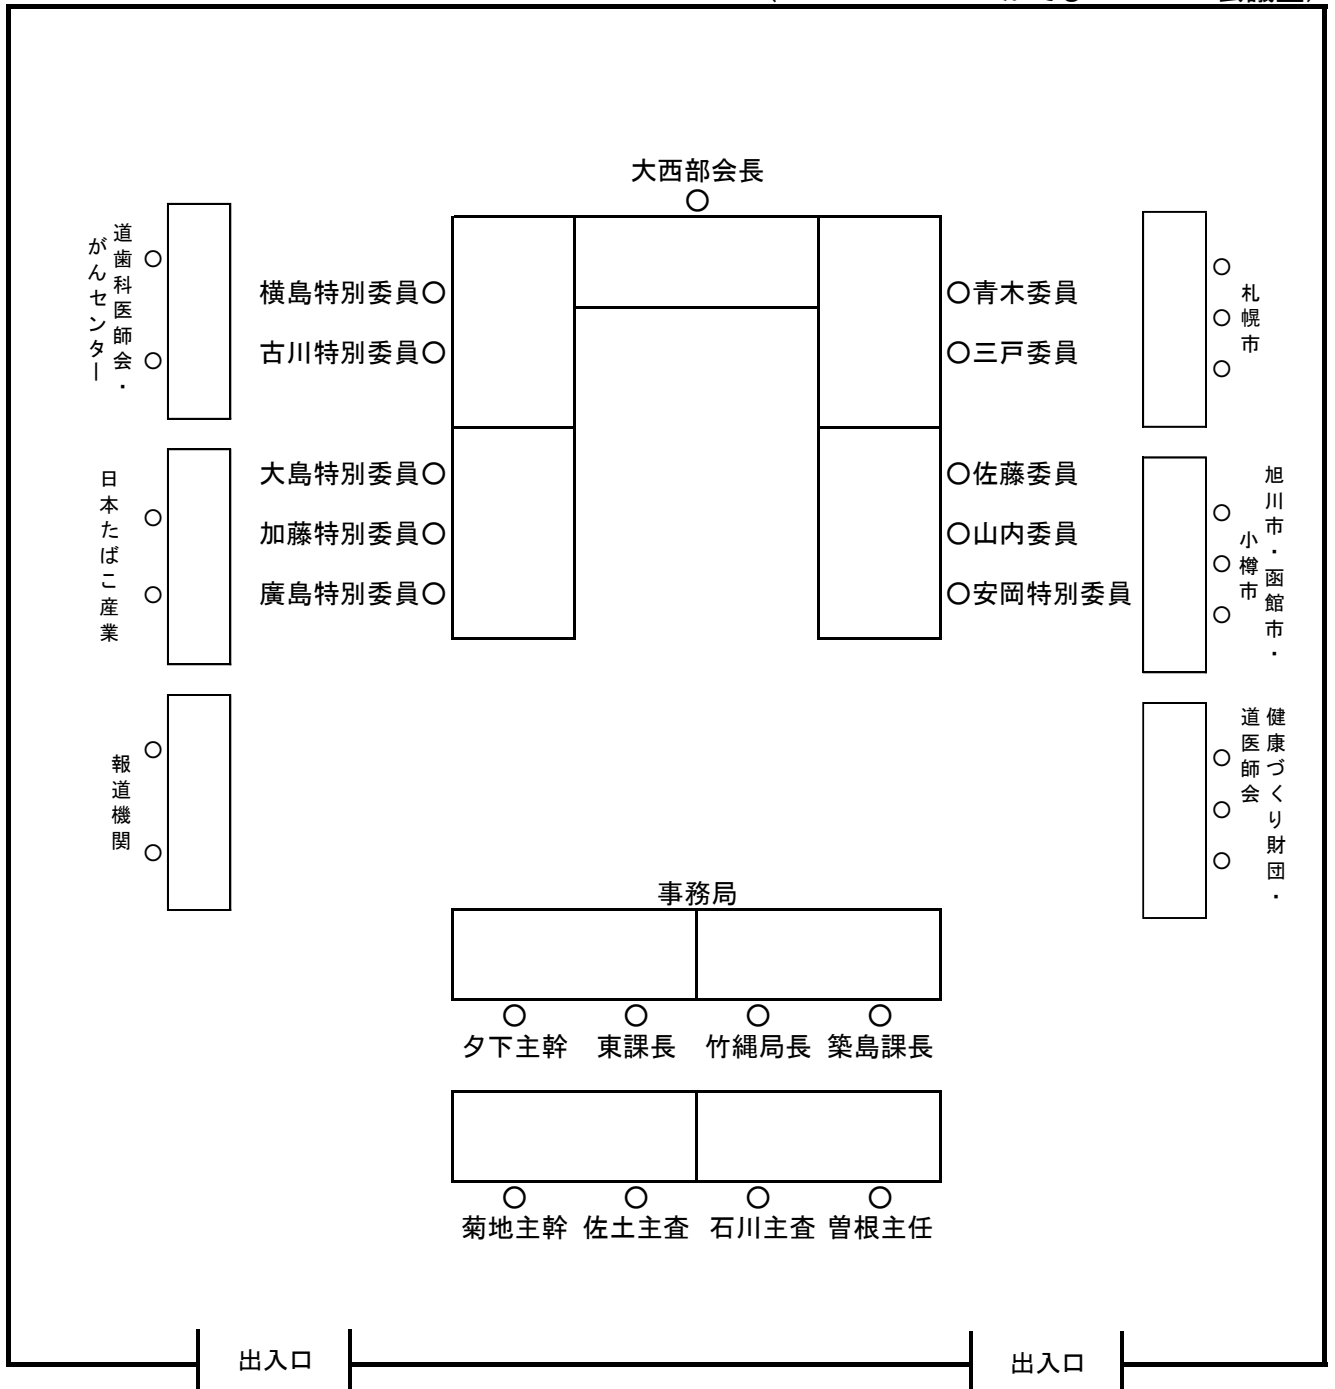 大西部会長
○
道歯科医師会・
がんセンター
横島特別委員○
古川特別委員○
○青木委員
○三戸委員
札幌市
日本たばこ産業
大島特別委員○
加藤特別委員○
廣島特別委員○
○佐藤委員
○山内委員
○安岡特別委員
旭川市・函館市・
小樽市
報道機関
健康づくり財団・
道医師会
事務局
夕下主幹 東課長 竹縄局長 築島課長
菊地主幹 佐土主査 石川主査 曽根主任
出入口 出入口